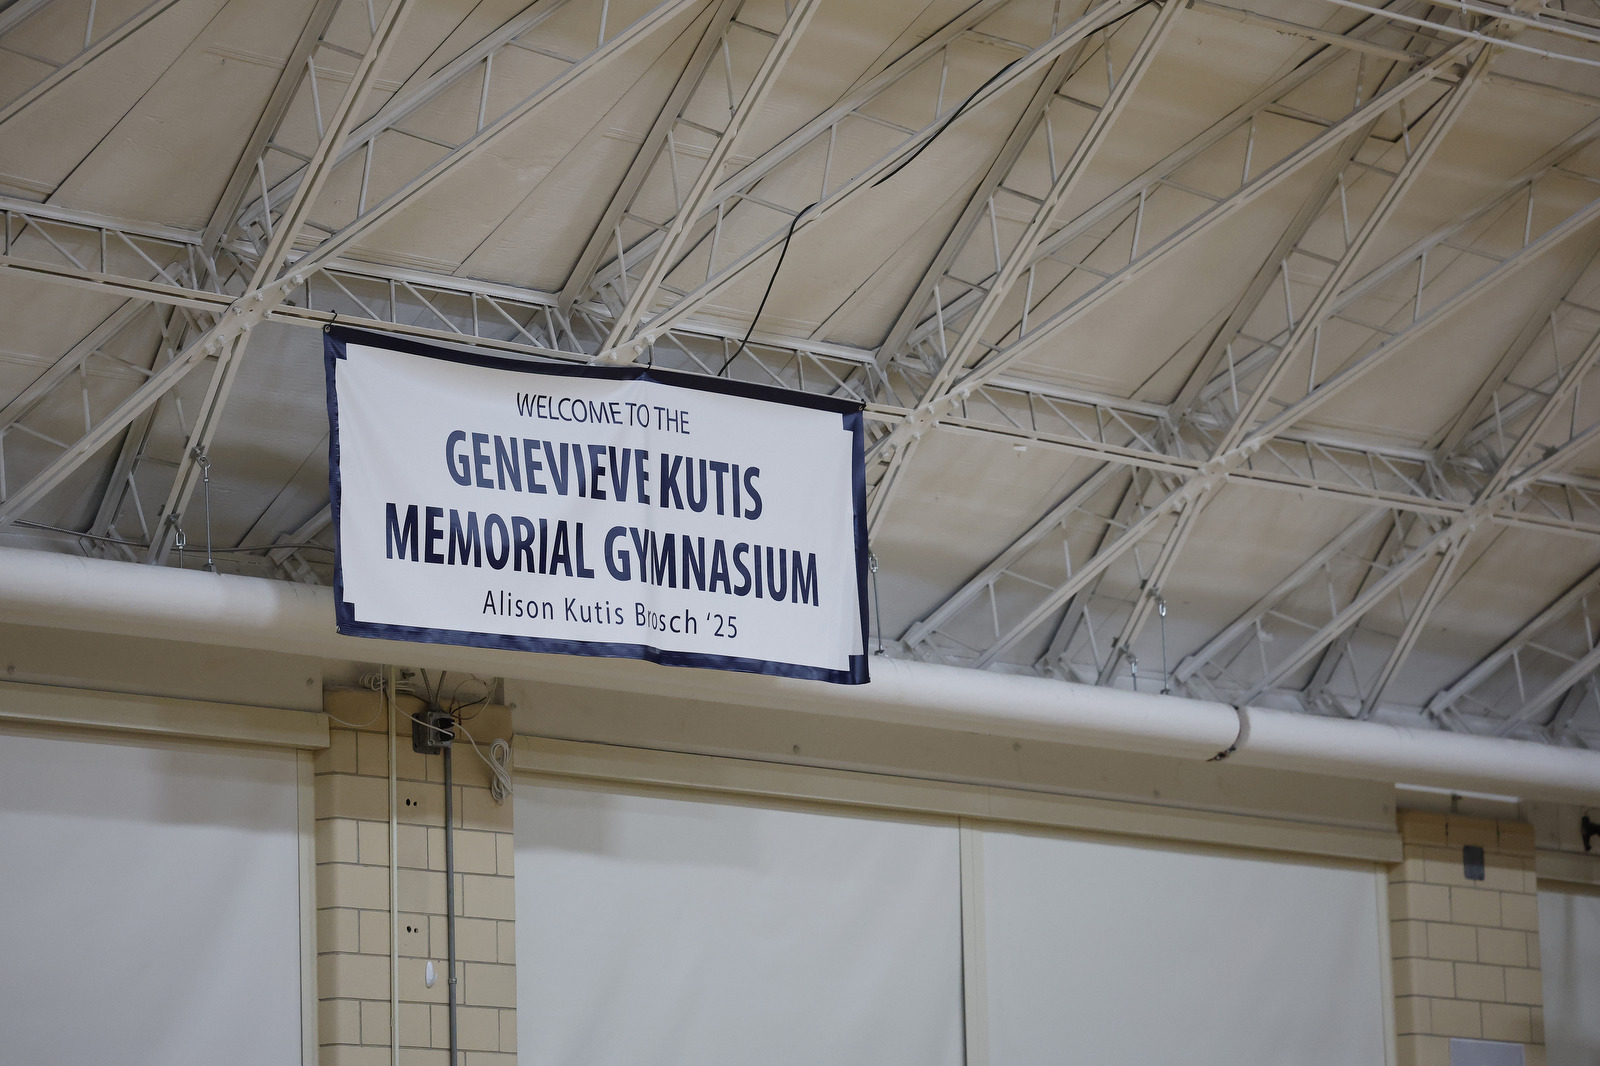 WELCOME TO THE
GENEVIEVE KUTIS
MEMORIAL GYMNASIUM
Alison Kutis Brosch ‘25